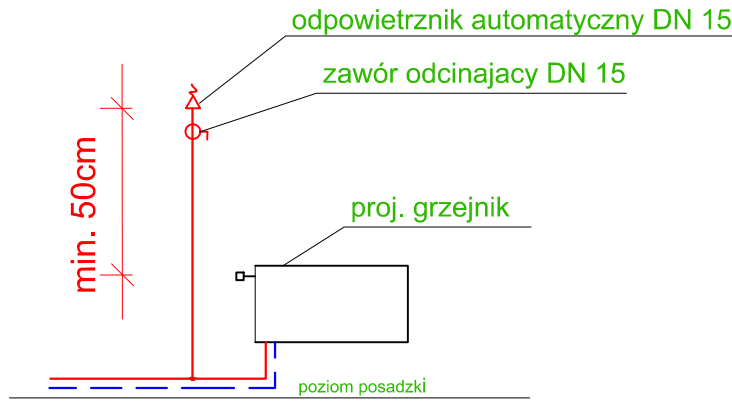 odpowietrznik automatyczny DN 15
zawór odcinajacy DN 15
min. 50cm
proj. grzejnik
poziom posadzki